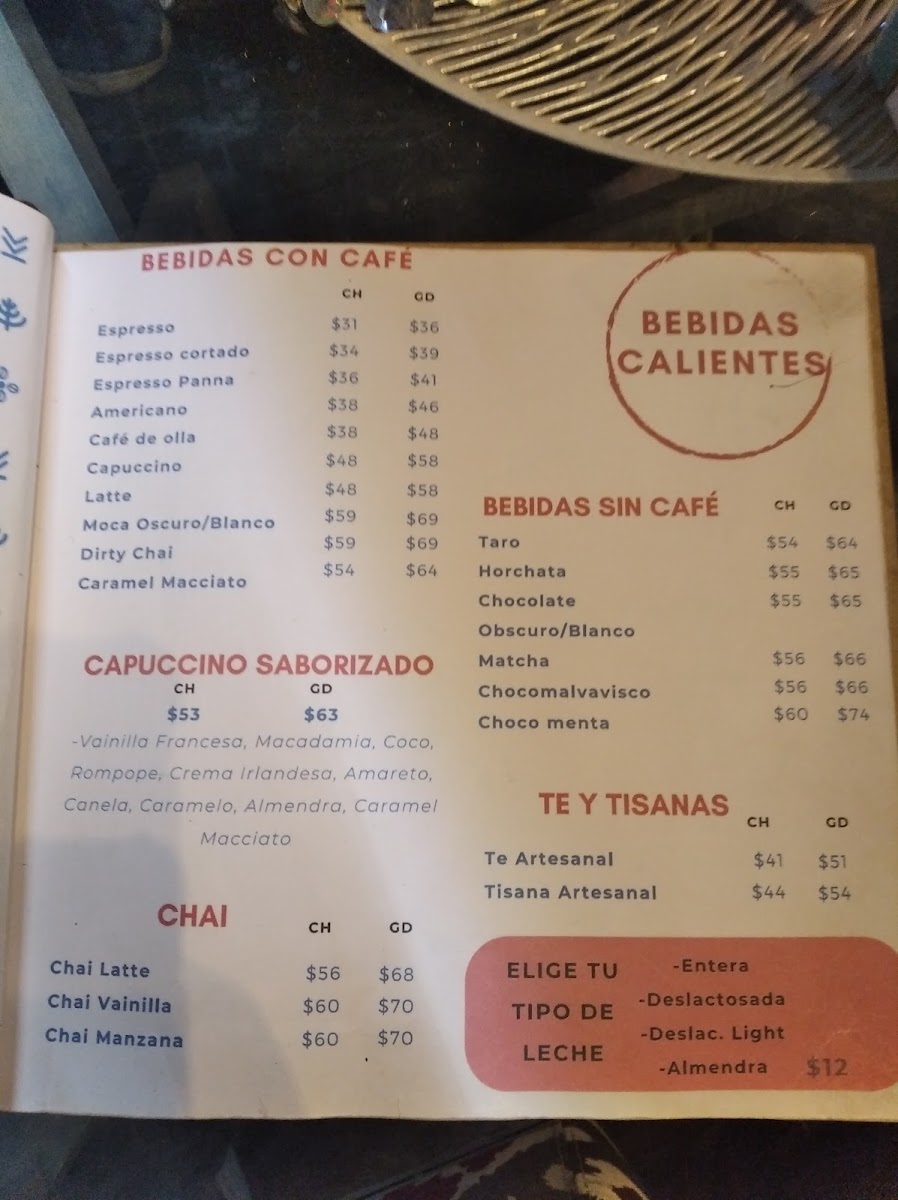 BEBIDAS CON CAFÉ
CH GD
Espresso $31 $36
Espresso cortado $34 $39
Espresso Panna $36 $41
Americano $38 $46
Café de olla $38 $48
Capuccino $48 $58
Latte $48 $58
Moca Oscuro/Blanco $59 $69
Dirty Chai $59 $69
Caramel Macciato $54 $64
CAPUCCINO SABORIZADO
CH GD
$53 $63
-Vainilla Francesa, Macadamia, Coco,
Rompope, Crema Irlandesa, Amareto,
Canela, Caramelo, Almendra, Caramel
Macciato
CHAI
CH GD
Chai Latte $56 $68
Chai Vainilla $60 $70
Chai Manzana $60 $70
BEBIDAS
CALIENTES
BEBIDAS SIN CAFÉ CH GD
Taro $54 $64
Horchata $55 $65
Chocolate $55 $65
Obscuro/Blanco
Matcha $56 $66
Chocomalvavisco $56 $66
Choco menta $60 $74
TE Y TISANAS
CH GD
Te Artesanal $41 $51
Tisana Artesanal $44 $54
ELIGE TU
TIPO DE
LECHE
-Entera
-Deslactosada
-Deslac. Light
-Almendra $12